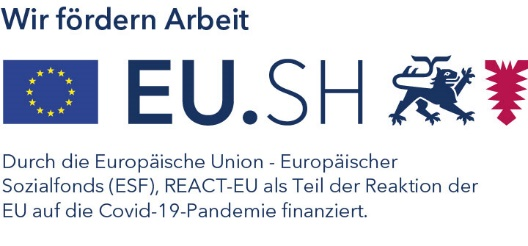 Wir fördern Arbeit
EU.SH
Durch die Europäische Union - Europäischer
Sozialfonds (ESF), REACT-EU als Teil der Reaktion der
EU auf die Covid-19-Pandemie finanziert.